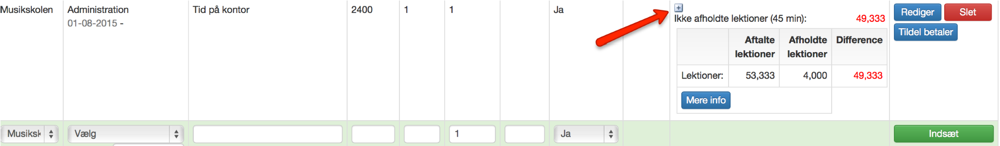 Musikskolen
Administration
01-08-2015 -
Tid på kontor
2400
1
1
Ja
Ikke afholdte lektioner (45 min): 49,333
Aftalte lektioner
Afholdte lektioner
Difference
Lektioner: 53,333 4,000 49,333
Mere info
Rediger
Slet
Tildel betaler
Musiksk
Vælg
1
Ja
Indsæt